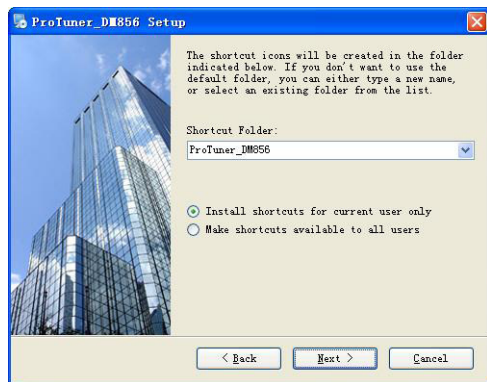 ProTuner_DM856 Setup
The shortcut icons will be created in the folder
indicated below. If you don't want to use the
default folder, you can either type a new name,
or select an existing folder from the list.
Shortcut Folder:
ProTuner_DM856
Install shortcuts for current user only
Make shortcuts available to all users
< Back
Next >
Cancel